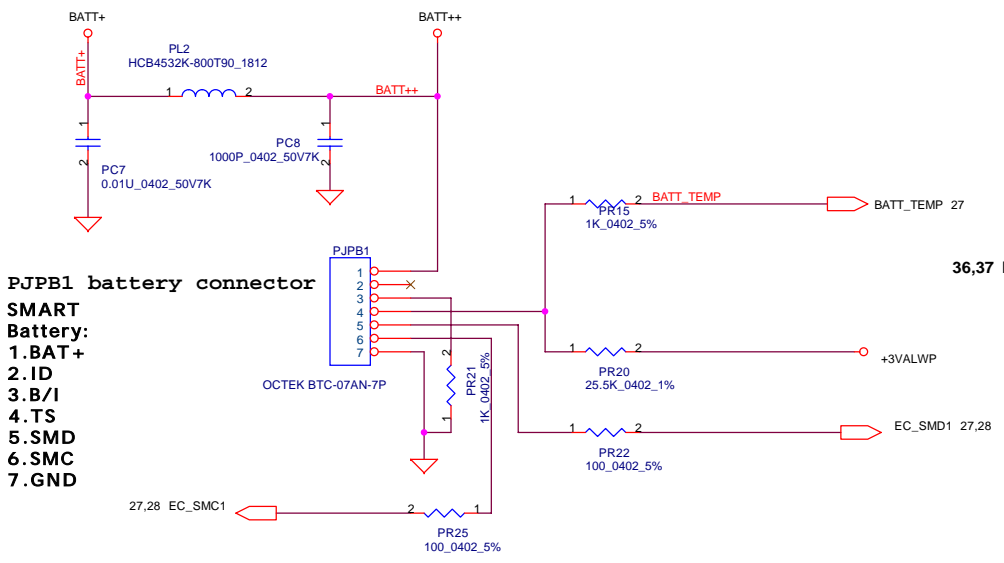 BATT+
BATT++
PL2
HCB4532K-800T90_1812
BATT+
1
2
BATT++
1
2
PC7
0.01U_0402_50V7K
1
2
PC8
1000P_0402_50V7K
1
2
BATT_TEMP
PR15
1K_0402_5%
BATT_TEMP 27
36,37
PJPB1 battery connector
SMART
Battery:
1.BAT+
2.ID
3.B/I
4.TS
5.SMD
6.SMC
7.GND
PJPB1
1
2
3
4
5
6
7
OCTEK BTC-07AN-7P
2
1
PR21
1K_0402_5%
1
2
PR20
25.5K_0402_1%
+3VALWP
1
2
PR22
100_0402_5%
EC_SMD1 27,28
27,28 EC_SMC1
2
1
PR25
100_0402_5%